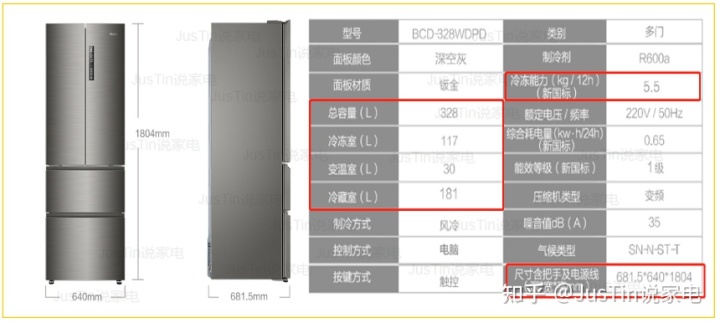 型号 BCD-328WDPD 类别 多门
面板颜色 深空灰 制冷剂 R600a
面板材质 钣金 冷冻能力(kg/12h)(新国标) 5.5
总容量(L) 328 额定电压/频率 220V/50Hz
冷冻室(L) 117 综合耗电量(kw·h/24h)(新国标) 0.65
变温室(L) 30 能效等级(新国标) 1级
冷藏室(L) 181 压缩机类型 变频
制冷方式 风冷 噪音值dB(A) 35
控制方式 电脑 气候类型 SN-N-ST-T
按键方式 触控 尺寸含把手及电源线 681.5*640*1804
1804mm
640mm
681.5mm
JusTin说家电
知乎 @JusTin说家电